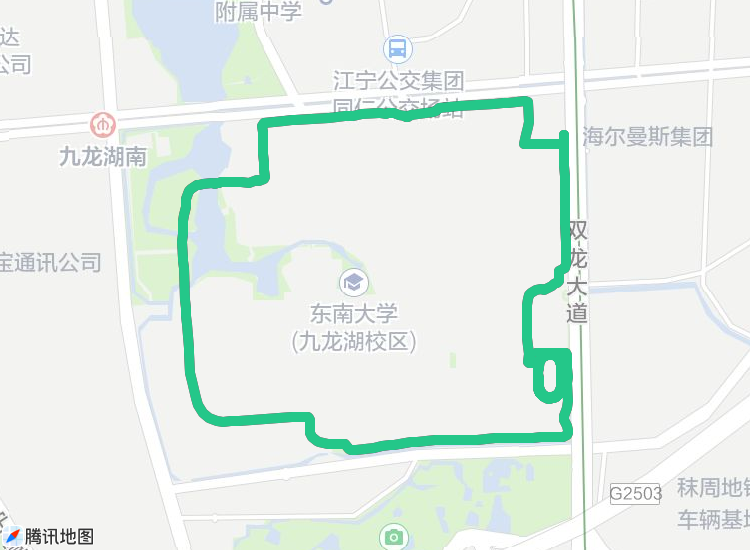 附属中学
达
公司
江宁公交集团
同仁公交场站
海尔曼斯集团
九龙湖南
双龙大道
宝通讯公司
东南大学
(九龙湖校区)
G2503
秣周地铁
车辆基地
腾讯地图